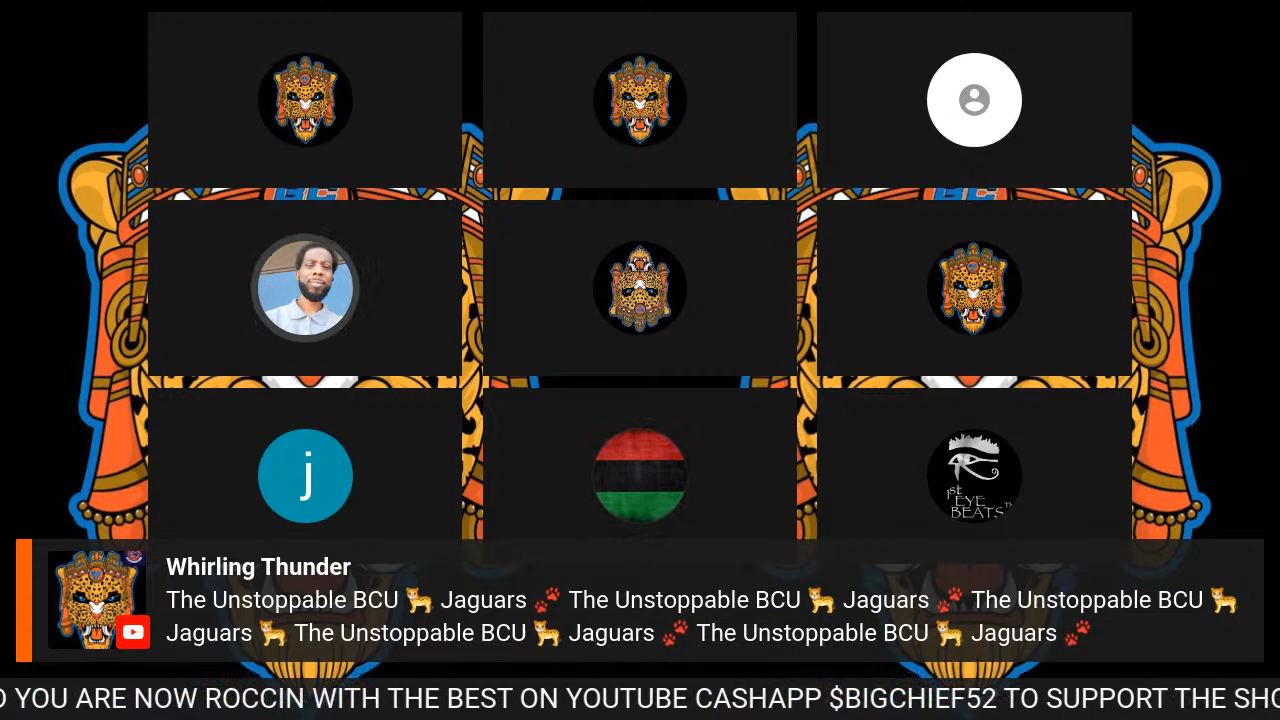 j
1st
EYE
BEATS™
Whirling Thunder
The Unstoppable BCU 🐆 Jaguars 🐾 The Unstoppable BCU 🐆 Jaguars 🐾 The Unstoppable BCU 🐆
Jaguars 🐆 The Unstoppable BCU 🐆 Jaguars 🐾 The Unstoppable BCU 🐆 Jaguars 🐾
YOU ARE NOW ROCCIN WITH THE BEST ON YOUTUBE CASHAPP $BIGCHIEF52 TO SUPPORT THE